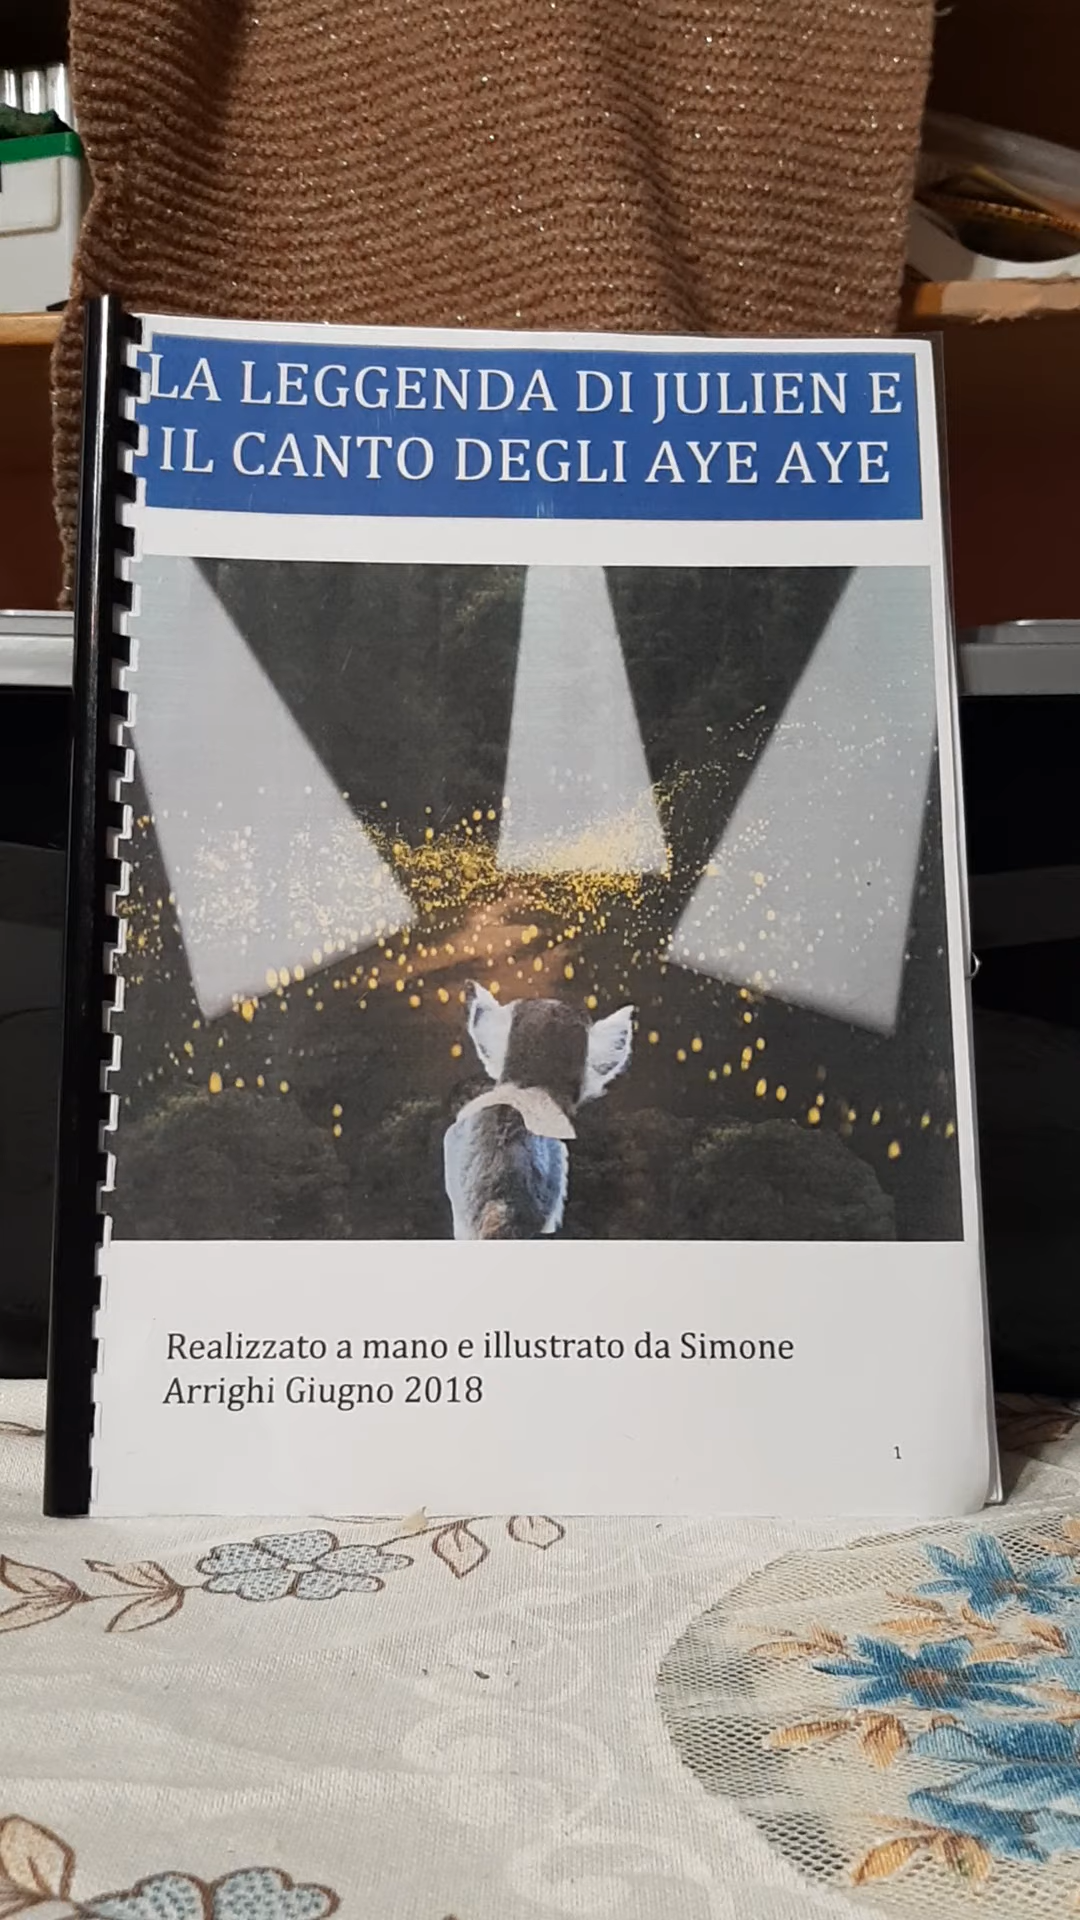 LA LEGGENDA DI JULIEN E
IL CANTO DEGLI AYE AYE
Realizzato a mano e illustrato da Simone
Arrighi Giugno 2018
1